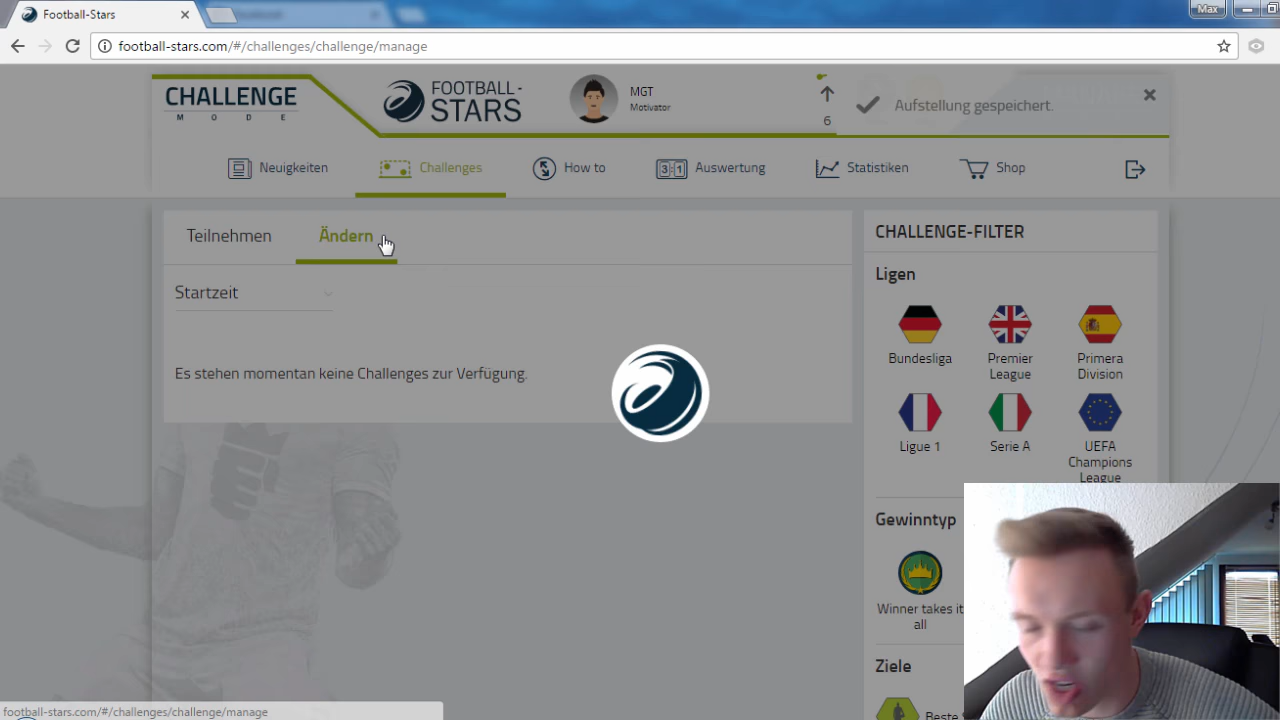 Football-Stars
Max
football-stars.com/#/challenges/challenge/manage
CHALLENGE
MODE
FOOTBALL-
STARS
MGT
Motivator
6
Aufstellung gespeichert.
Neuigkeiten
Challenges
How to
3:1
Auswertung
Statistiken
Shop
Teilnehmen
Ändern
Startzeit
Es stehen momentan keine Challenges zur Verfügung.
CHALLENGE-FILTER
Ligen
Bundesliga
Premier
League
Primera
Division
Ligue 1
Serie A
UEFA
Champions
League
Gewinntyp
Winner takes it
all
Ziele
Beste
football-stars.com/#/challenges/challenge/manage